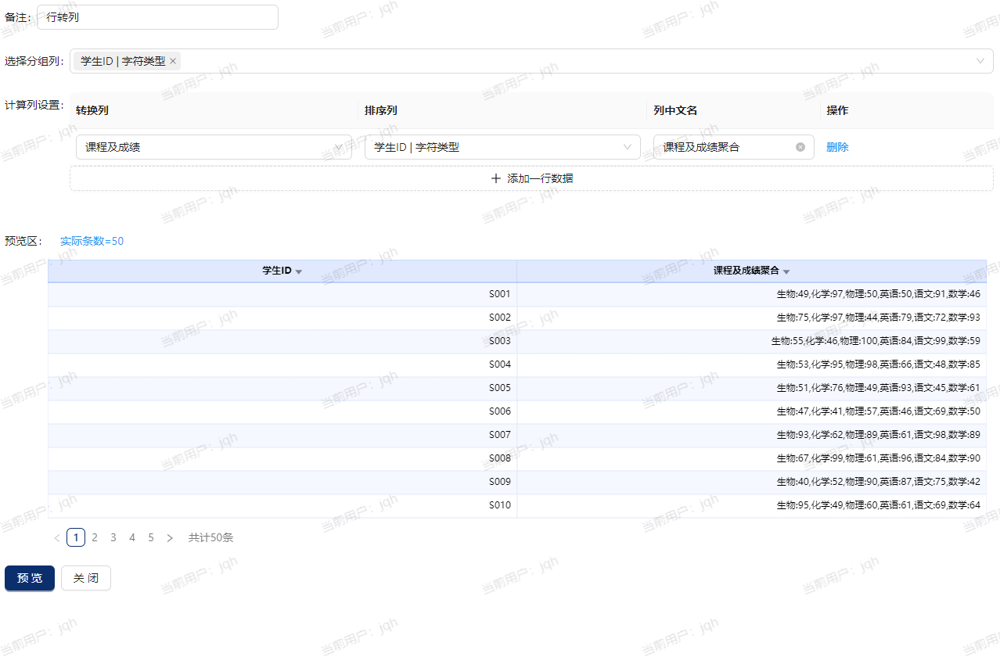 备注: 行转列
选择分组列: 学生ID | 字符类型
计算列设置: 转换列 排序列 列中文名 操作
课程及成绩 学生ID | 字符类型 课程及成绩聚合 删除
添加一行数据
预览区: 实际条数=50
学生ID 课程及成绩聚合
S001 生物:49,化学:97,物理:50,英语:50,语文:91,数学:46
S002 生物:75,化学:97,物理:44,英语:79,语文:72,数学:93
S003 生物:55,化学:46,物理:100,英语:84,语文:99,数学:59
S004 生物:53,化学:95,物理:98,英语:66,语文:48,数学:85
S005 生物:51,化学:76,物理:49,英语:93,语文:45,数学:61
S006 生物:47,化学:41,物理:57,英语:46,语文:69,数学:50
S007 生物:93,化学:62,物理:89,英语:61,语文:98,数学:89
S008 生物:67,化学:99,物理:61,英语:96,语文:84,数学:90
S009 生物:40,化学:52,物理:90,英语:87,语文:75,数学:42
S010 生物:95,化学:49,物理:60,英语:61,语文:69,数学:64
< 1 2 3 4 5 > 共计50条
预览 关闭
当前用户：jqh